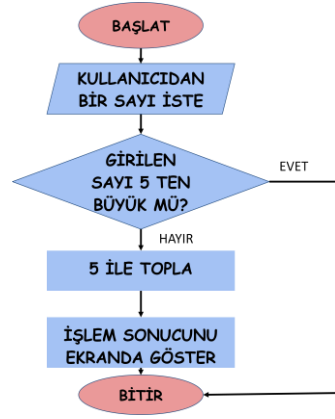 BAŞLAT
KULLANICIDAN
BİR SAYI İSTE
GİRİLEN
SAYI 5 TEN
BÜYÜK MÜ?
EVET
HAYIR
5 İLE TOPLA
İŞLEM SONUCUNU
EKRANDA GÖSTER
BİTİR